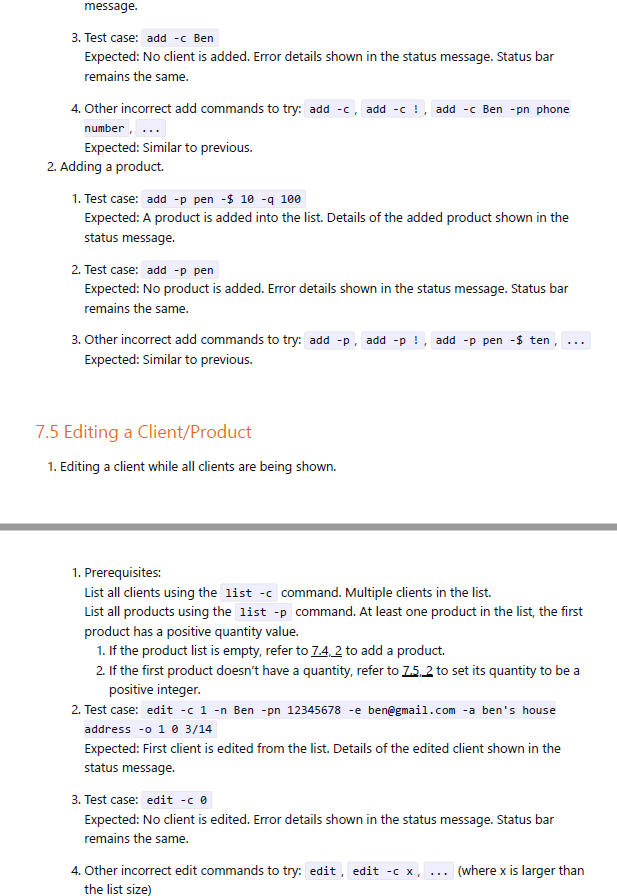 message.
3. Test case: add -c Ben
Expected: No client is added. Error details shown in the status message. Status bar
remains the same.
4. Other incorrect add commands to try: add -c, add -c !, add -c Ben -pn phone
number, ...
Expected: Similar to previous.
2. Adding a product.
1. Test case: add -p pen -$ 10 -q 100
Expected: A product is added into the list. Details of the added product shown in the
status message.
2. Test case: add -p pen
Expected: No product is added. Error details shown in the status message. Status bar
remains the same.
3. Other incorrect add commands to try: add -p, add -p !, add -p pen -$ ten, ...
Expected: Similar to previous.
7.5 Editing a Client/Product
1. Editing a client while all clients are being shown.
1. Prerequisites:
List all clients using the list -c command. Multiple clients in the list.
List all products using the list -p command. At least one product in the list, the first
product has a positive quantity value.
1. If the product list is empty, refer to 7.4, 2 to add a product.
2. If the first product doesn't have a quantity, refer to 7.5, 2 to set its quantity to be a
positive integer.
2. Test case: edit -c 1 -n Ben -pn 12345678 -e ben@gmail.com -a ben's house
address -o 1 0 3/14
Expected: First client is edited from the list. Details of the edited client shown in the
status message.
3. Test case: edit -c 0
Expected: No client is edited. Error details shown in the status message. Status bar
remains the same.
4. Other incorrect edit commands to try: edit, edit -c x, ... (where x is larger than
the list size)